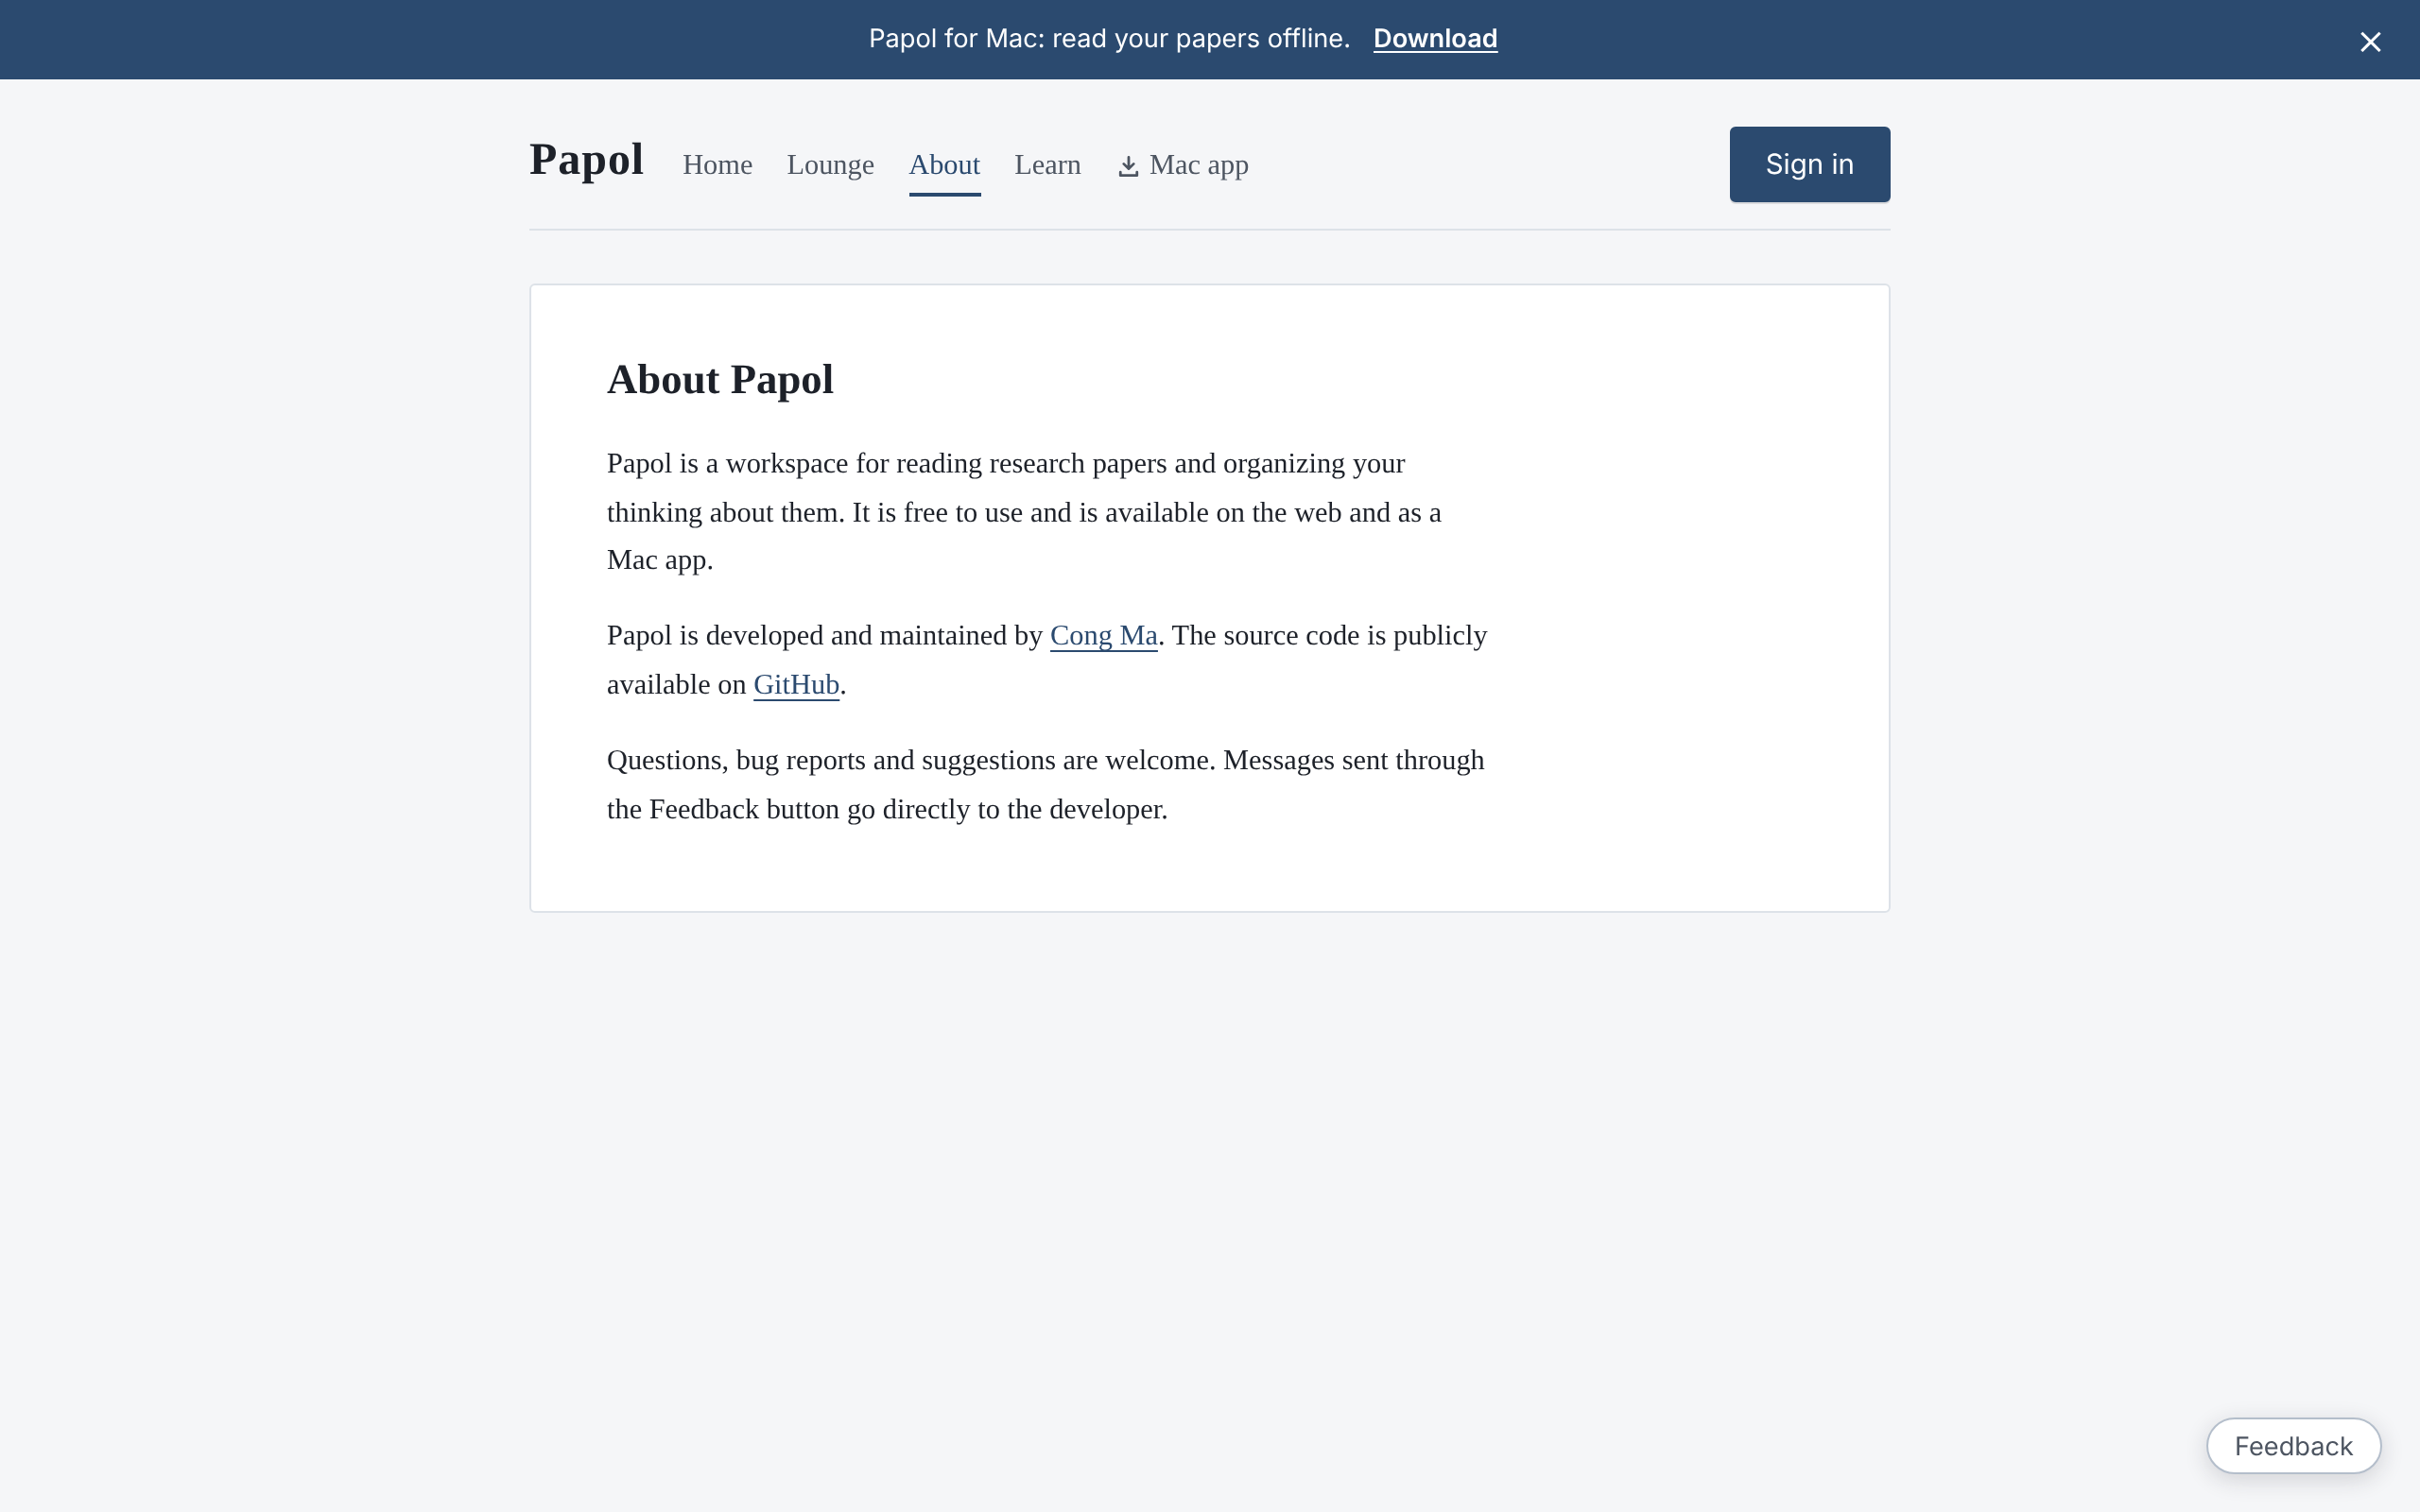 Papol for Mac: read your papers offline. Download
Papol Home Lounge About Learn Mac app Sign in
About Papol
Papol is a workspace for reading research papers and organizing your
thinking about them. It is free to use and is available on the web and as a
Mac app.
Papol is developed and maintained by Cong Ma. The source code is publicly
available on GitHub.
Questions, bug reports and suggestions are welcome. Messages sent through
the Feedback button go directly to the developer.
Feedback